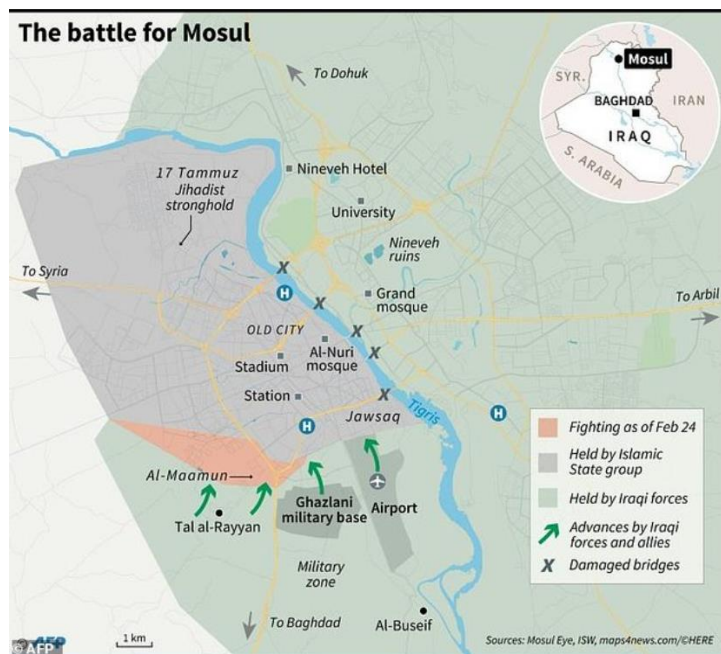 The battle for Mosul
To Dohuk
Mosul
SYR.
BAGHDAD
IRAN
IRAQ
S. ARABIA
17 Tammuz
Jihadist
stronghold
Nineveh Hotel
University
Nineveh
ruins
To Syria
H
Grand
mosque
To Arbil
OLD CITY
Al-Nuri
mosque
Stadium
Station
Jawsaq
Tigris
H
H
Al-Maamun
Tal al-Rayyan
Ghazlani
military base
Airport
Military
zone
To Baghdad
Al-Buseif
Fighting as of Feb 24
Held by Islamic
State group
Held by Iraqi forces
Advances by Iraqi
forces and allies
X Damaged bridges
1 km
Sources: Mosul Eye, ISW, maps4news.com/©HERE
© AFP
AFP